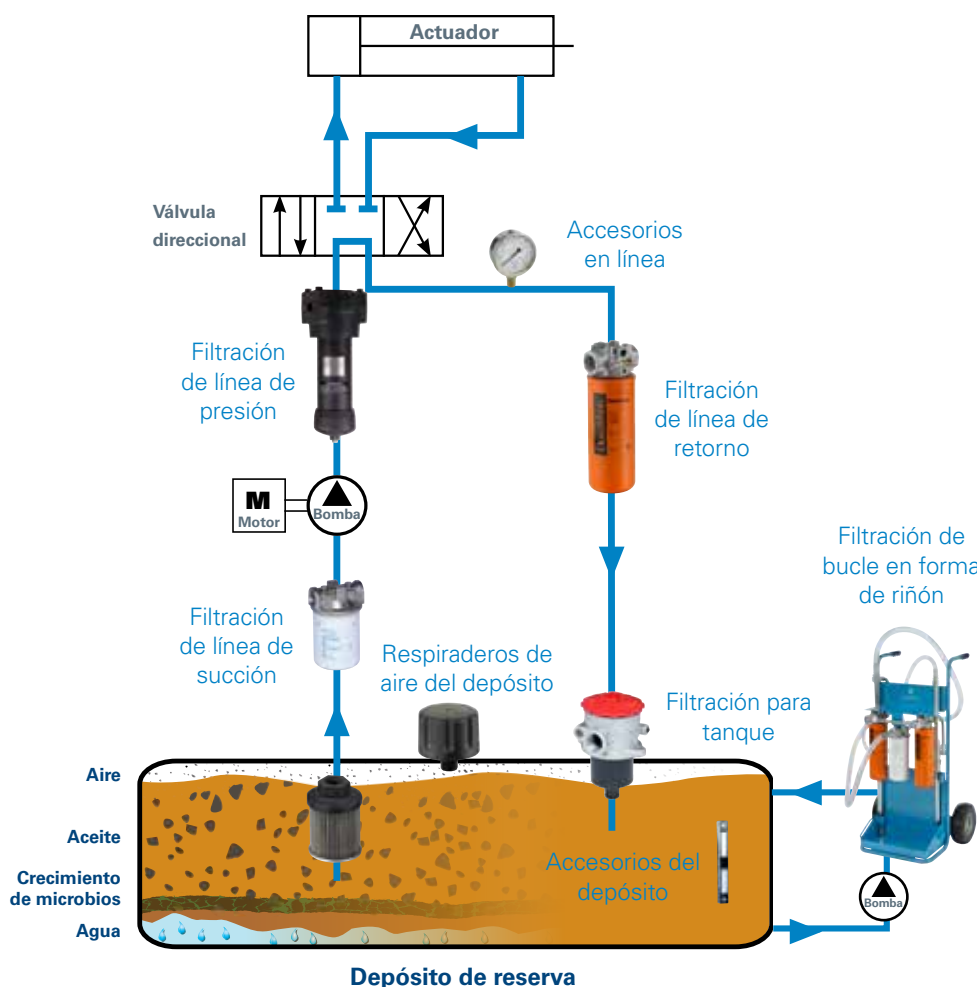 Actuador
Válvula
direccional
Accesorios
en línea
Filtración
de línea de
presión
Filtración
de línea de
retorno
M
Motor
Bomba
Filtración de
bucle en forma
de riñón
Filtración
de línea de
succión
Respiraderos de
aire del depósito
Filtración para
tanque
Aire
Aceite
Accesorios del
depósito
Crecimiento
de microbios
Bomba
Agua
Depósito de reserva